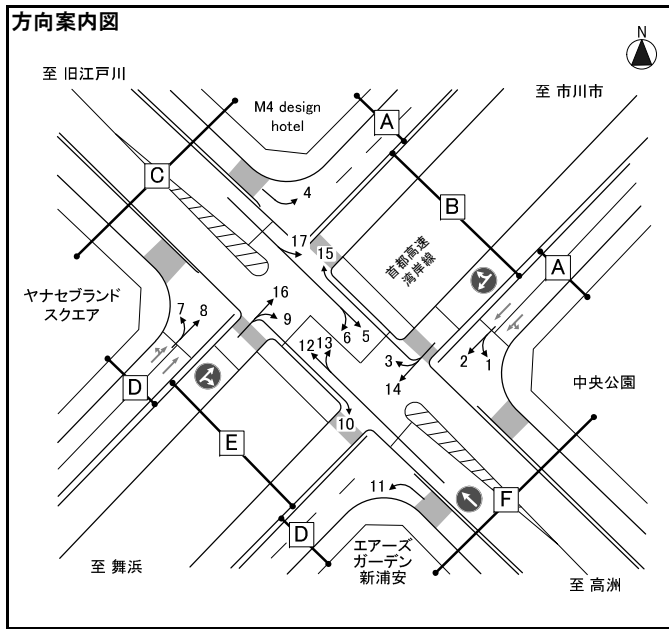 方向案内図
N
至 旧江戸川
M4 design
hotel
至 市川市
A
C
B
4
首都高速
湾岸線
17
15
A
ヤナセブランド
スクエア
7
8
16
9
6
5
3
2
1
12
13
14
中央公園
D
10
E
11
F
D
エアーズ
ガーデン
新浦安
至 舞浜
至 高洲